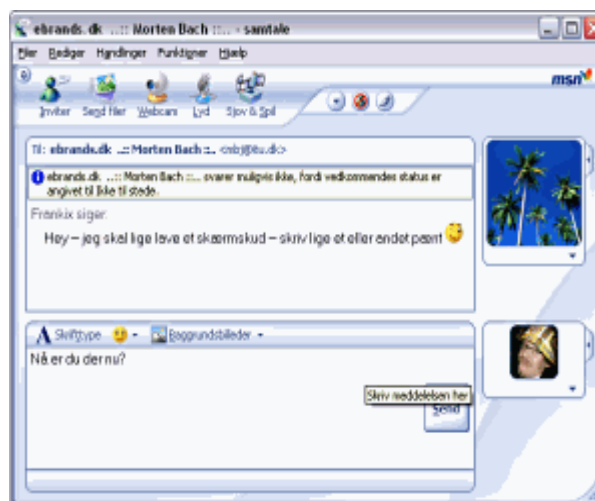 ebrands.dk ..:: Morten Bach ::.. - samtale
Filer Rediger Handlinger Funktioner Hjælp
msn
Inviter Send filer Webcam Lyd Sjov & Spil
Til: ebrands.dk ..:: Morten Bach ::..
ebrands.dk ..:: Morten Bach ::.. svarer muligvis ikke, fordi vedkommendes status er
angivet til Ikke til stede.
Frankix siger:
Hey – jeg skal lige lave et skærmskud – skriv lige et eller andet pænt
Skrifttype Baggrundsbilleder
Nå er du der nu?
Skriv meddelelsen her
Send